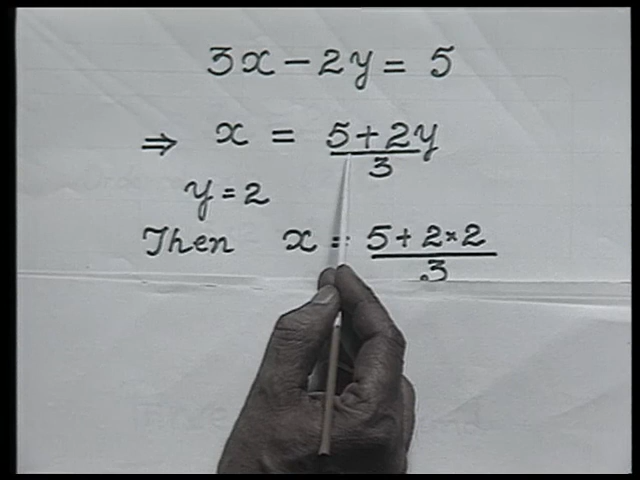 3x - 2y = 5
⇒ x = (5 + 2y)/3
y = 2
Then x = (5 + 2×2)/3